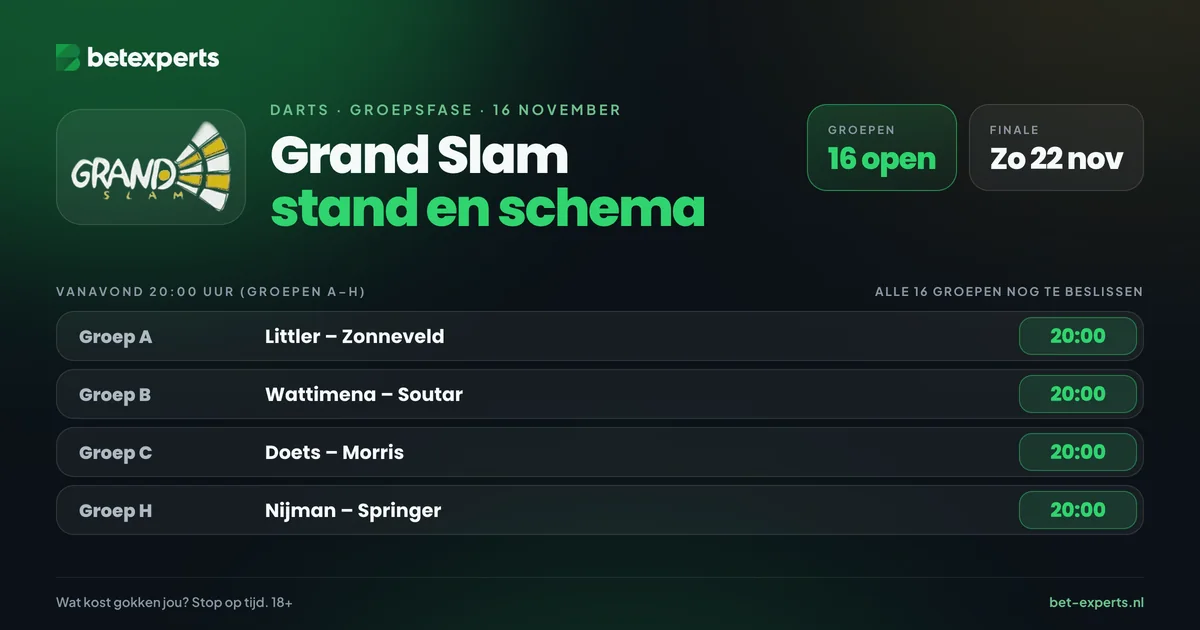 betexperts
DARTS · GROEPSFASE · 16 NOVEMBER
GRAND
SLAM
Grand Slam
stand en schema
GROEPEN
16 open
FINALE
Zo 22 nov
VANAVOND 20:00 UUR (GROEPEN A–H)
ALLE 16 GROEPEN NOG TE BESLISSEN
Groep A
Littler – Zonneveld
20:00
Groep B
Wattimena – Soutar
20:00
Groep C
Doets – Morris
20:00
Groep H
Nijman – Springer
20:00
Wat kost gokken jou? Stop op tijd. 18+
bet-experts.nl